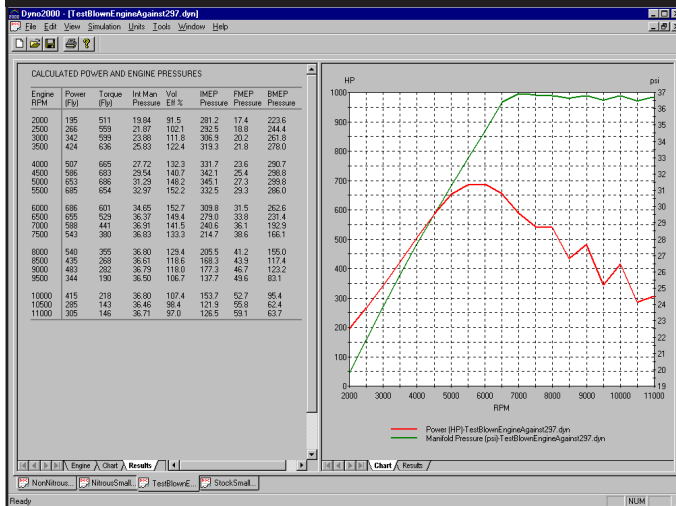 Dyno2000 - [TestBlownEngineAgainst297.dyn]
File Edit View Simulation Units Tools Window Help
CALCULATED POWER AND ENGINE PRESSURES
Engine Power Torque Int Man Vol IMEP FMEP BMEP
RPM (Fly) (Fly) Pressure Eff % Pressure Pressure Pressure
2000 195 511 19.84 91.5 281.2 17.4 223.6
2500 266 559 21.87 102.1 292.5 18.8 244.4
3000 342 599 23.88 111.8 306.9 20.2 261.8
3500 424 636 25.83 122.4 319.3 21.8 278.0
4000 507 665 27.72 132.3 331.7 23.6 290.7
4500 586 683 29.54 140.7 342.1 25.4 298.8
5000 653 686 31.29 148.2 345.1 27.3 299.8
5500 685 654 32.97 152.2 332.5 29.3 286.0
6000 686 601 34.65 152.7 309.8 31.5 262.6
6500 655 529 36.37 149.4 279.0 33.8 231.4
7000 588 441 36.91 141.5 240.6 36.1 192.9
7500 543 380 36.83 133.3 214.7 38.6 166.1
8000 540 355 36.80 129.4 205.5 41.2 155.0
8500 435 268 36.61 118.6 168.3 43.9 117.4
9000 483 282 36.79 118.0 177.3 46.7 123.2
9500 344 190 36.50 106.7 137.7 49.6 83.1
10000 415 218 36.80 107.4 153.7 52.7 95.4
10500 285 143 36.46 98.4 121.9 55.8 62.4
11000 305 146 36.71 97.0 126.5 59.1 63.7
Engine Chart Results
HP psi
1000 37
36
900 35
34
800 33
700 32
31
600 30
29
500 28
400 27
26
300 25
24
200 23
22
100 21
20
0 19
2000 3000 4000 5000 6000 7000 8000 9000 10000 11000
RPM
Power (HP)-TestBlownEngineAgainst297.dyn
Manifold Pressure (psi)-TestBlownEngineAgainst297.dyn
Chart Results
NonNitrous... NitrousSmall... TestBlownE... StockSmall...
Ready NUM